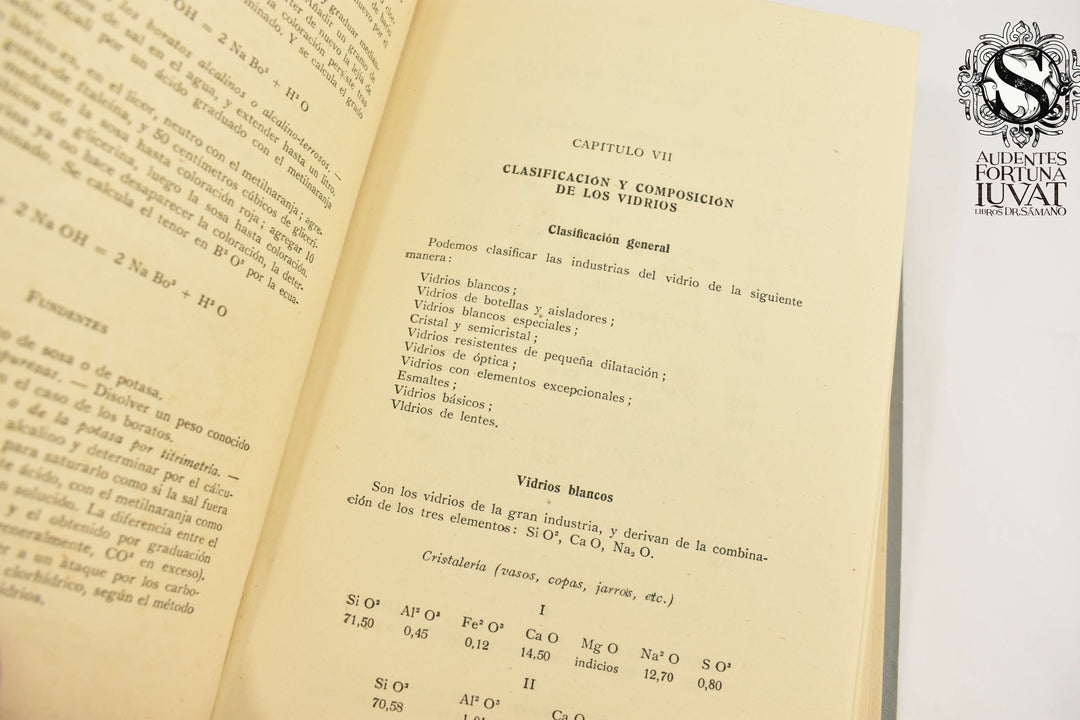 OH = 2 Na Bo² + H² O
los boratos alcalinos o alcalino-terrosos. —
de sal en el agua, y extender hasta un litro.
por un ácido graduado con el metilnaranja
en el licor, neutro con el metilnaranja; agre-
fisicina, y 50 centímetros cúbicos de gliceri-
mediante la sosa hasta coloración roja; agregar 10
de glicerina, luego la sosa hasta coloración.
ya no hace desaparecer la coloración, la deter-
minado. Se calcula el tenor en B² O³ por la ecua-
+ 2 Na OH = 2 Na Bo² + H² O
FUNDENTES
de sosa o de potasa.
— Disolver un peso conocido
el caso de los boratos.
o de la potasa por titrimetría. —
alcalino y determinar por el cálcu-
para saturarlo como si la sal fuera
ácido, con el metilnaranja como
solución. La diferencia entre el
y el obtenido por graduación
generalmente, CO² en exceso).
a un ataque por los carbo-
clorhídrico, según el método
CAPITULO VII
CLASIFICACIÓN Y COMPOSICIÓN
DE LOS VIDRIOS
Clasificación general
Podemos clasificar las industrias del vidrio de la siguiente
manera:
Vidrios blancos;
Vidrios de botellas y aisladores;
Vidrios blancos especiales;
Cristal y semicristal;
Vidrios resistentes de pequeña dilatación;
Vidrios de óptica;
Vidrios con elementos excepcionales;
Esmaltes;
Vidrios básicos;
Vidrios de lentes.
Vidrios blancos
Son los vidrios de la gran industria, y derivan de la combina-
ción de los tres elementos: Si O², Ca O, Na₂ O.
Cristalería (vasos, copas, jarrois, etc.)
I
Si O² Al² O³ Fe² O³ Ca O Mg O Na² O S O³
71,50 0,45 0,12 14,50 indicios 12,70 0,80
II
Si O² Al² O³ Ca O
70,58
S
AUDENTES
FORTUNA
IUVAT
LIBROS DR. SÁMANO